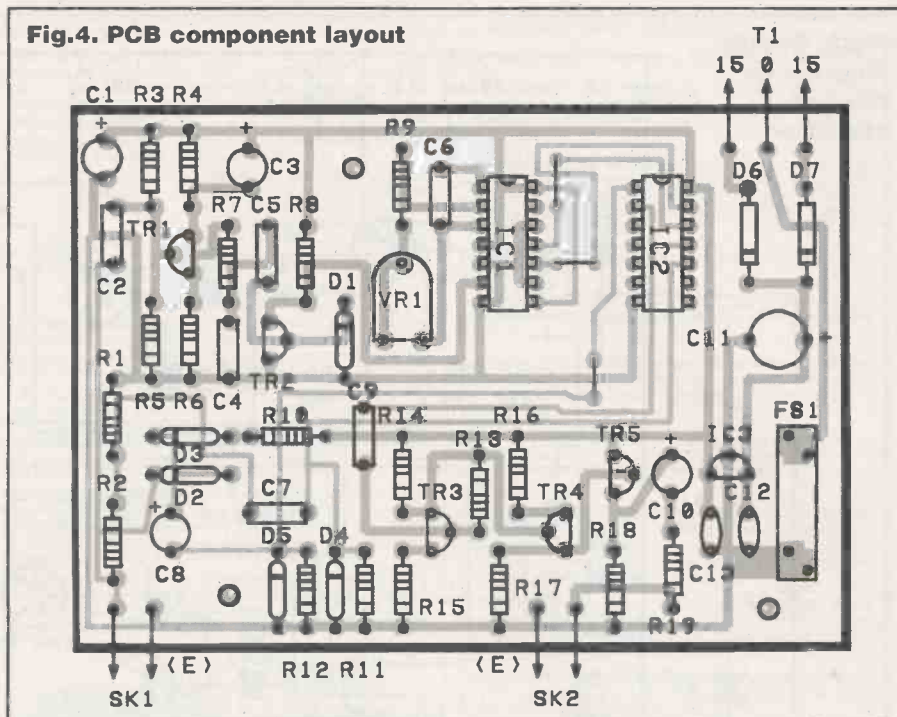 Fig.4. PCB component layout
T1
15 0 15
C1 R3 R4
+
+
R9
C6
C3
D6 D7
R7 C5 R8
TR1
IC1
IC2
C2
D1
VR1
C11
+
R1
TR2
R5 R6 C4
C9
FS1
R10
R14
R16
TR5
+
IC3
D3
R13
R2
D2
C12
C7
TR3
TR4
C10
+
D5
D4
R18
C8
C13
R15
R17
R19
(E)
R12 R11
(E)
SK1
SK2